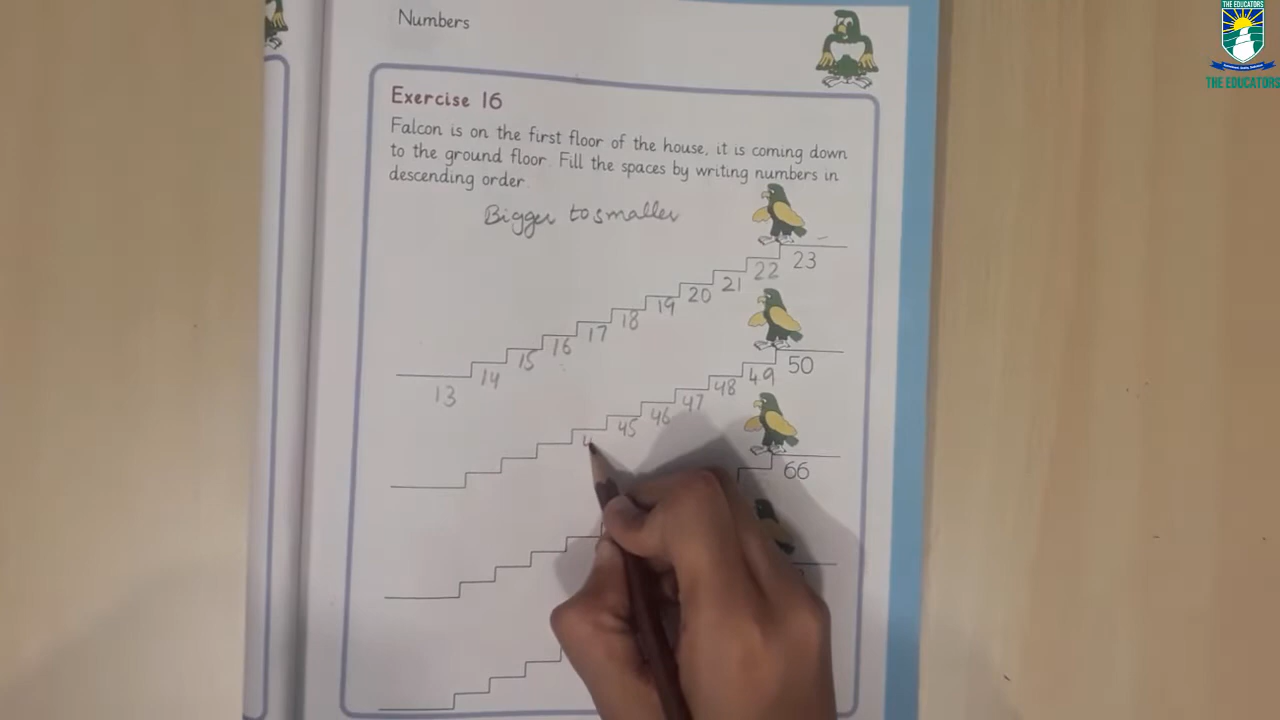 THE EDUCATORS
THE EDUCATORS
Numbers
Exercise 16
Falcon is on the first floor of the house, it is coming down
to the ground floor. Fill the spaces by writing numbers in
descending order.
Bigger to smaller
23
22
21
20
19
18
17
16
15
14
13
50
49
48
47
46
45
4
66